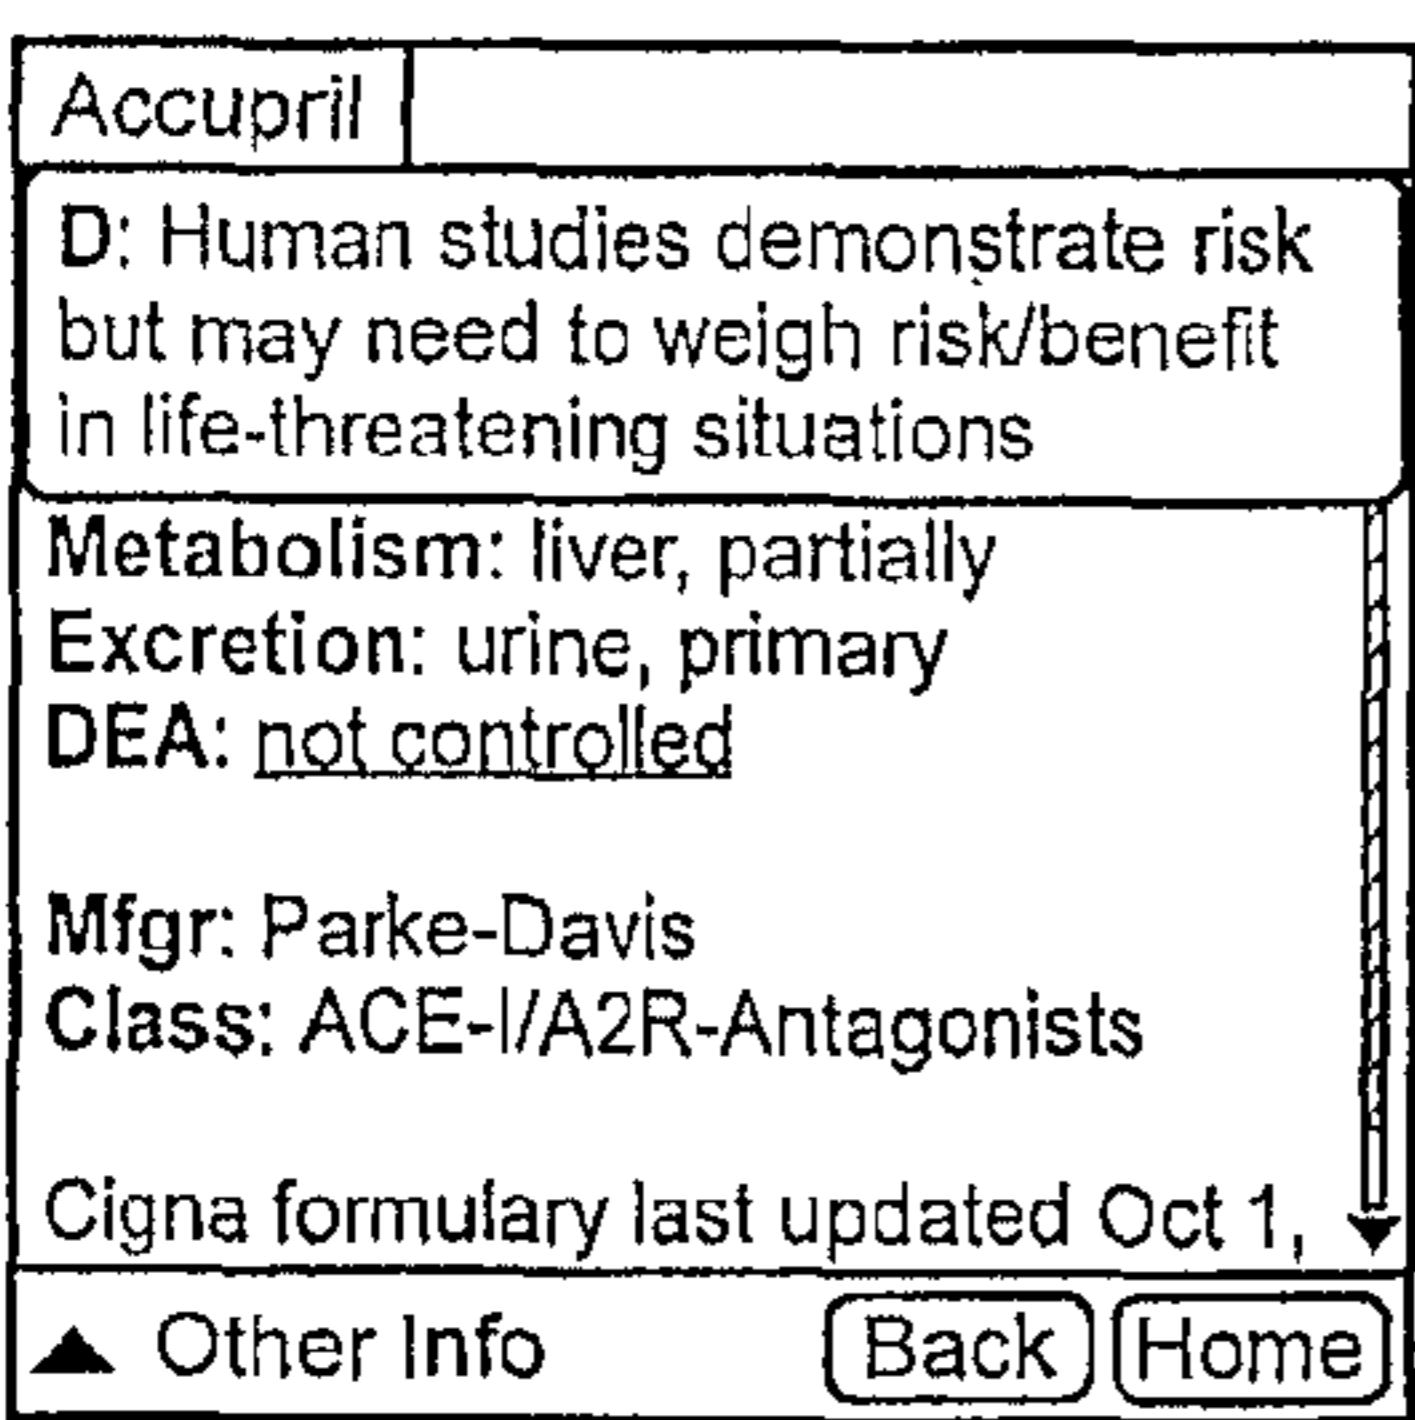 Accupril
D: Human studies demonstrate risk
but may need to weigh risk/benefit
in life-threatening situations
Metabolism: liver, partially
Excretion: urine, primary
DEA: not controlled
Mfgr: Parke-Davis
Class: ACE-I/A2R-Antagonists
Cigna formulary last updated Oct 1,
▲ Other Info Back Home